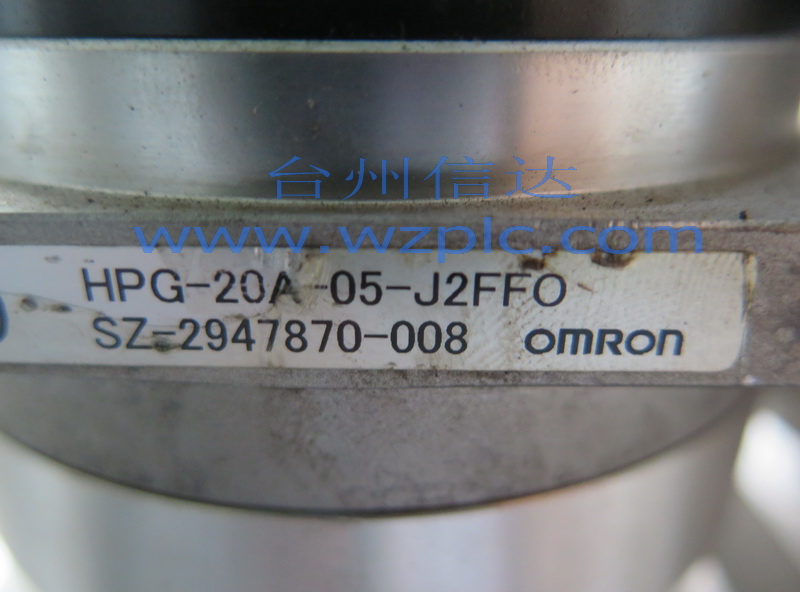 台州信达
www.wzplc.com
HPG-20A-05-J2FFO
SZ-2947870-008 OMRON